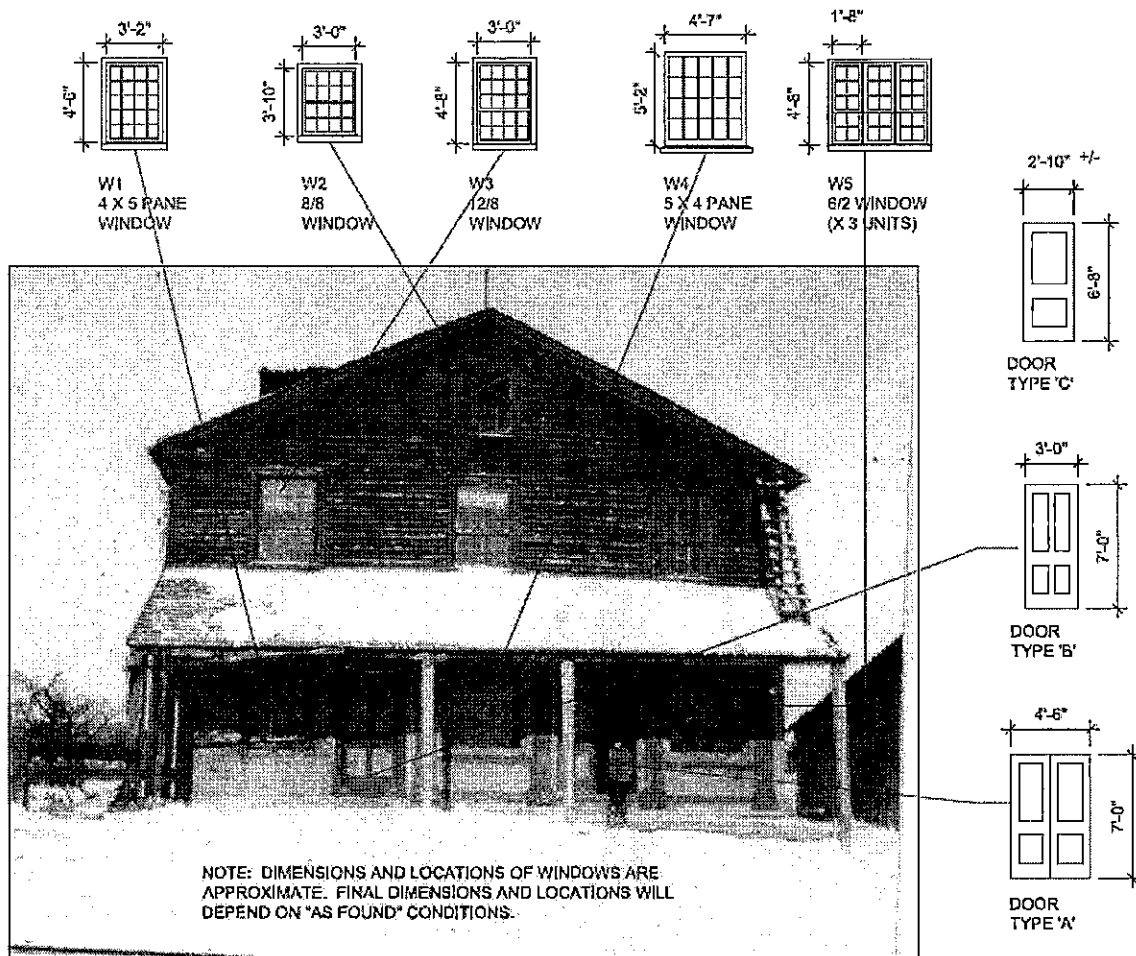 3'-2"
3'-0"
3'-0"
4'-7"
1'-8"
4'-6"
3'-10"
4'-8"
5'-2"
4'-8"
W1
4 X 5 PANE
WINDOW
W2
8/8
WINDOW
W3
12/8
WINDOW
W4
5 X 4 PANE
WINDOW
W5
6/2 WINDOW
(X 3 UNITS)
2'-10" +/-
6'-8"
DOOR
TYPE 'C'
3'-0"
7'-0"
DOOR
TYPE 'B'
4'-6"
7'-0"
DOOR
TYPE 'A'
NOTE: DIMENSIONS AND LOCATIONS OF WINDOWS ARE
APPROXIMATE. FINAL DIMENSIONS AND LOCATIONS WILL
DEPEND ON "AS FOUND" CONDITIONS.